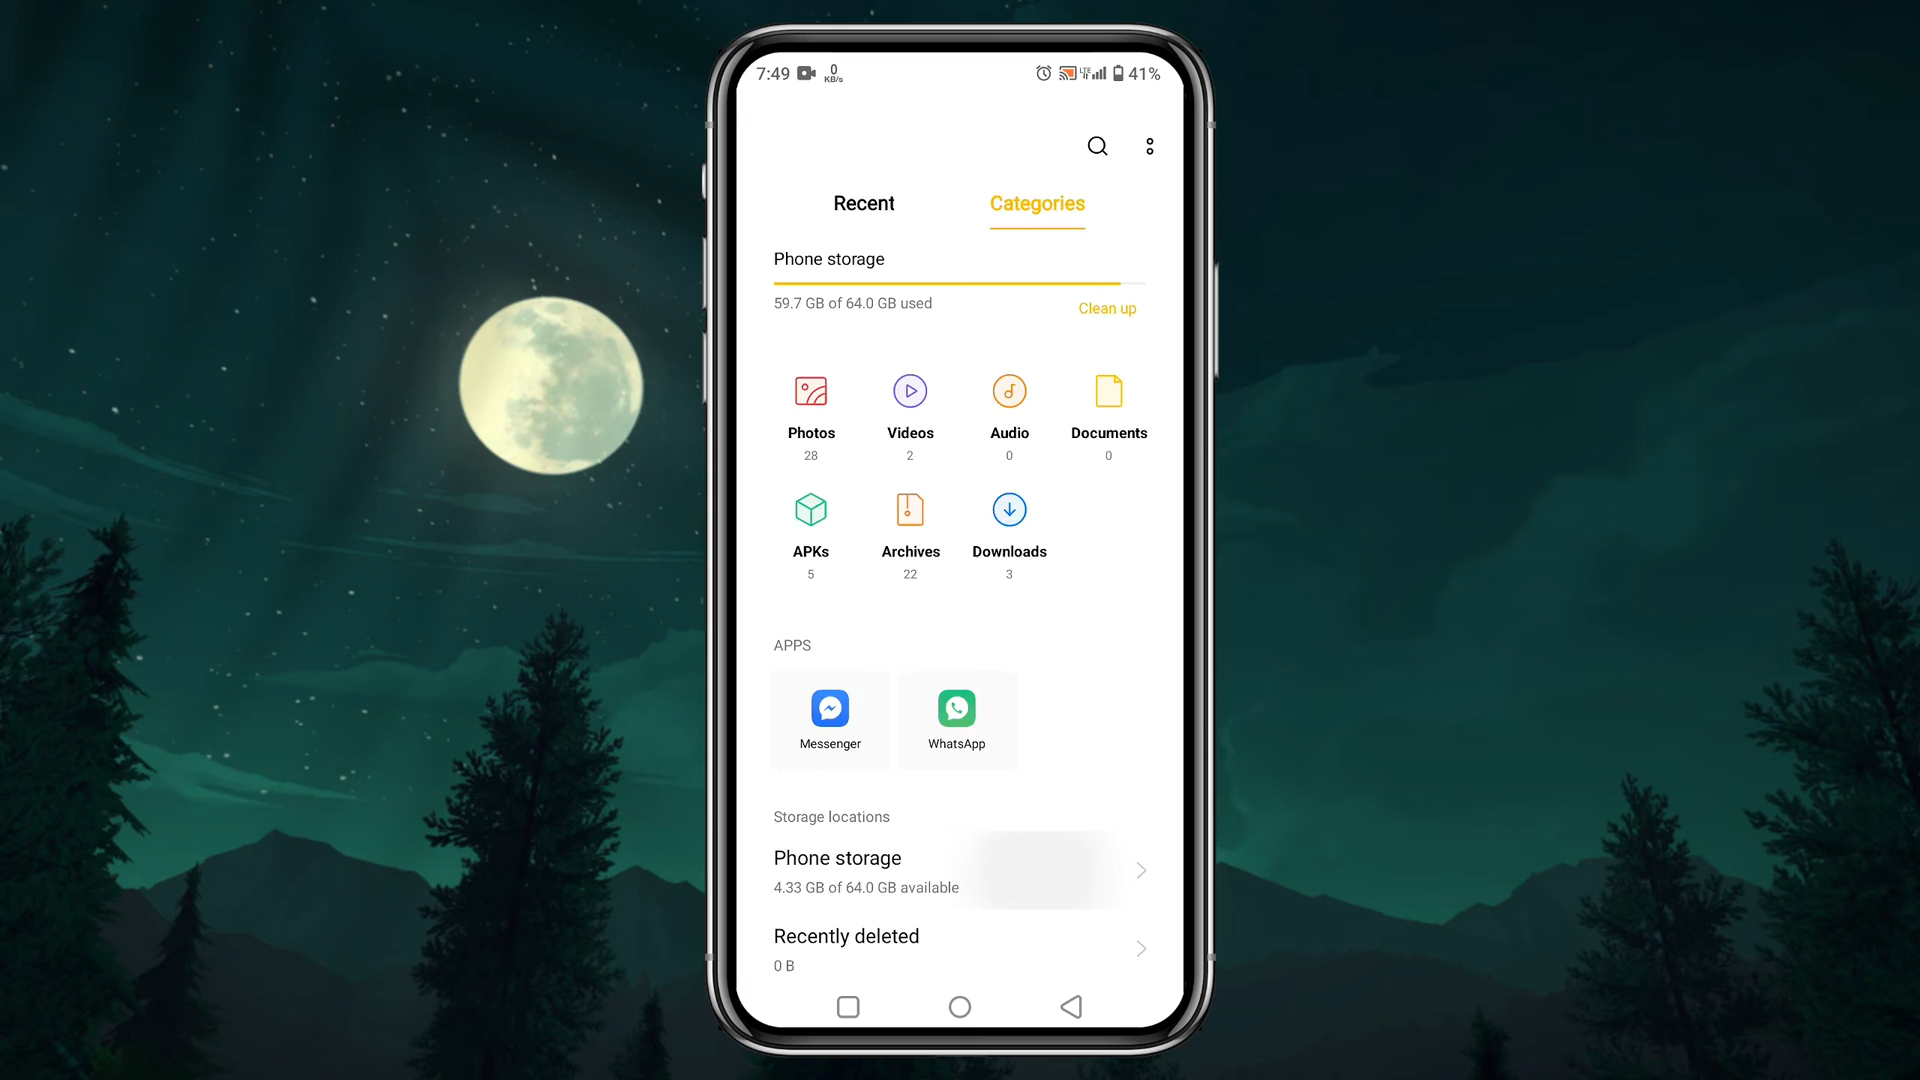 7:49 0 KB/s LTE 41%
Recent Categories
Phone storage
59.7 GB of 64.0 GB used Clean up
Photos Videos Audio Documents
28 2 0 0
APKs Archives Downloads
5 22 3
APPS
Messenger WhatsApp
Storage locations
Phone storage
4.33 GB of 64.0 GB available
Recently deleted
0 B